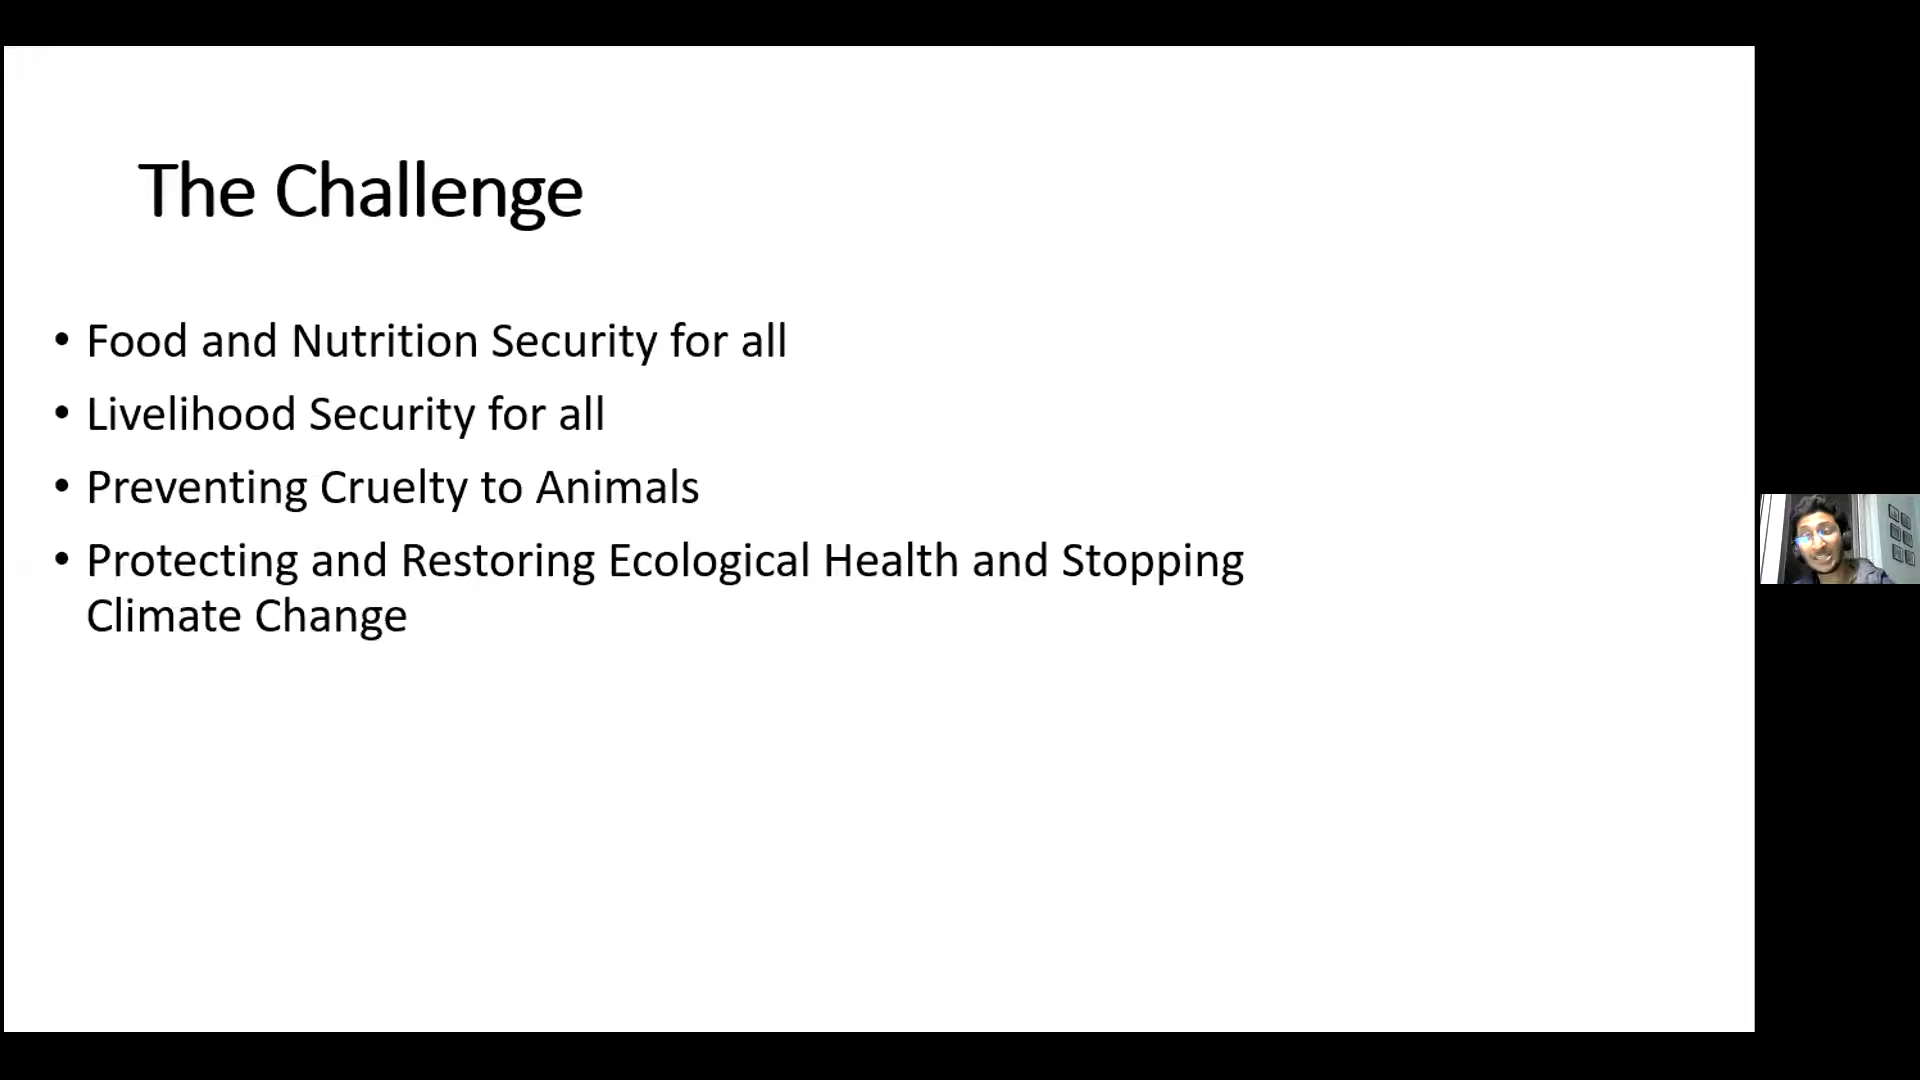 The Challenge
• Food and Nutrition Security for all
• Livelihood Security for all
• Preventing Cruelty to Animals
• Protecting and Restoring Ecological Health and Stopping
Climate Change